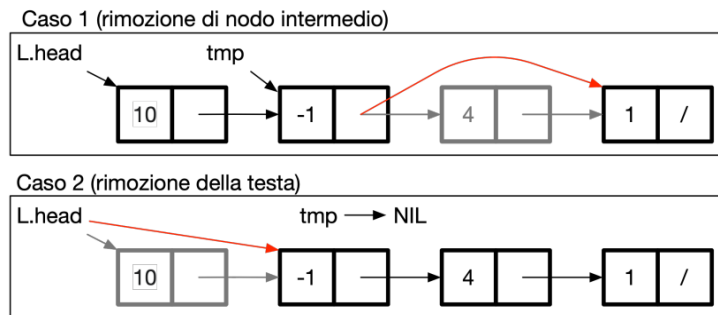 Caso 1 (rimozione di nodo intermedio)
L.head tmp
10 -1 4 1 /
Caso 2 (rimozione della testa)
L.head tmp NIL
10 -1 4 1 /